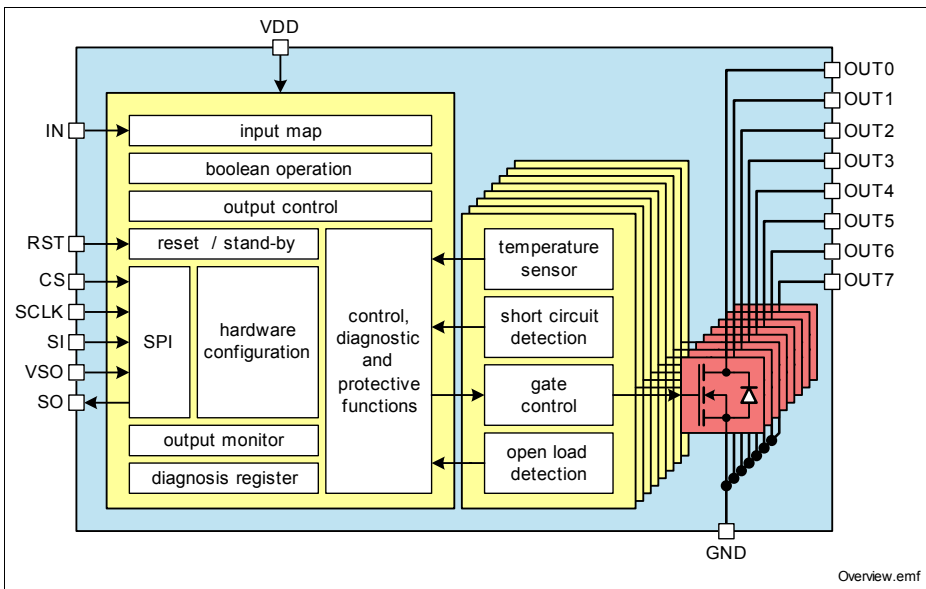 VDD
OUT0
OUT1
OUT2
OUT3
OUT4
OUT5
OUT6
OUT7
IN
RST
CS
SCLK
SI
VSO
SO
input map
boolean operation
output control
reset / stand-by
SPI
hardware
configuration
control,
diagnostic
and
protective
functions
output monitor
diagnosis register
temperature
sensor
short circuit
detection
gate
control
open load
detection
GND
Overview.emf